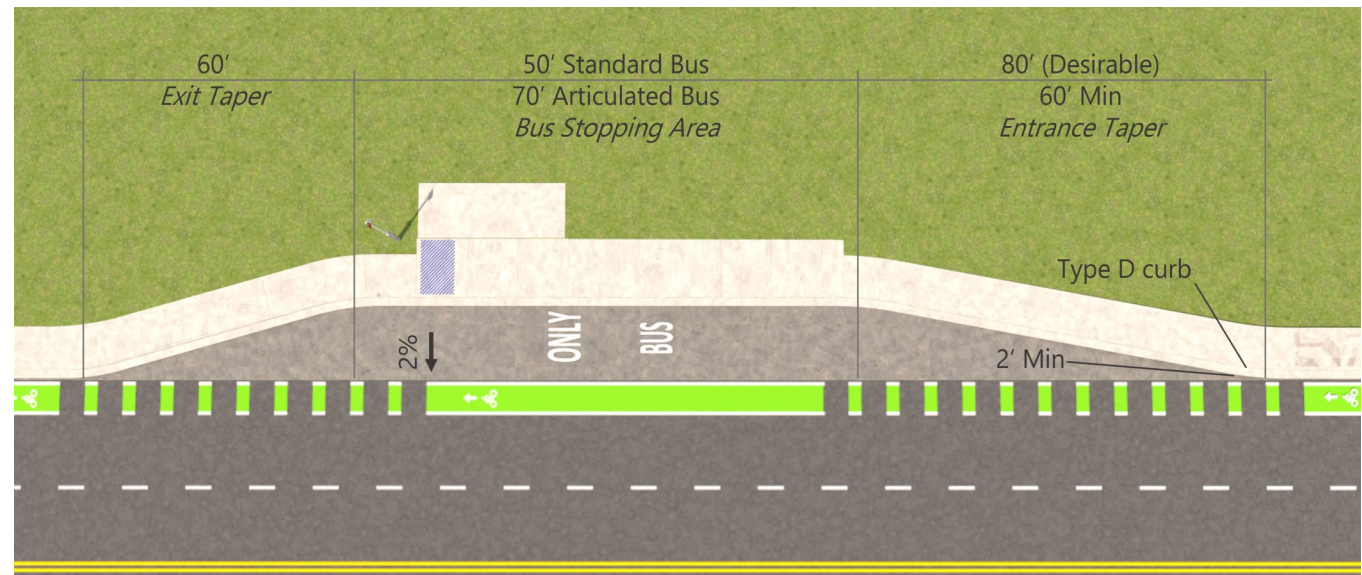 60’
Exit Taper
50’ Standard Bus
70’ Articulated Bus
Bus Stopping Area
80’ (Desirable)
60’ Min
Entrance Taper
Type D curb
2’ Min
2%
ONLY
BUS